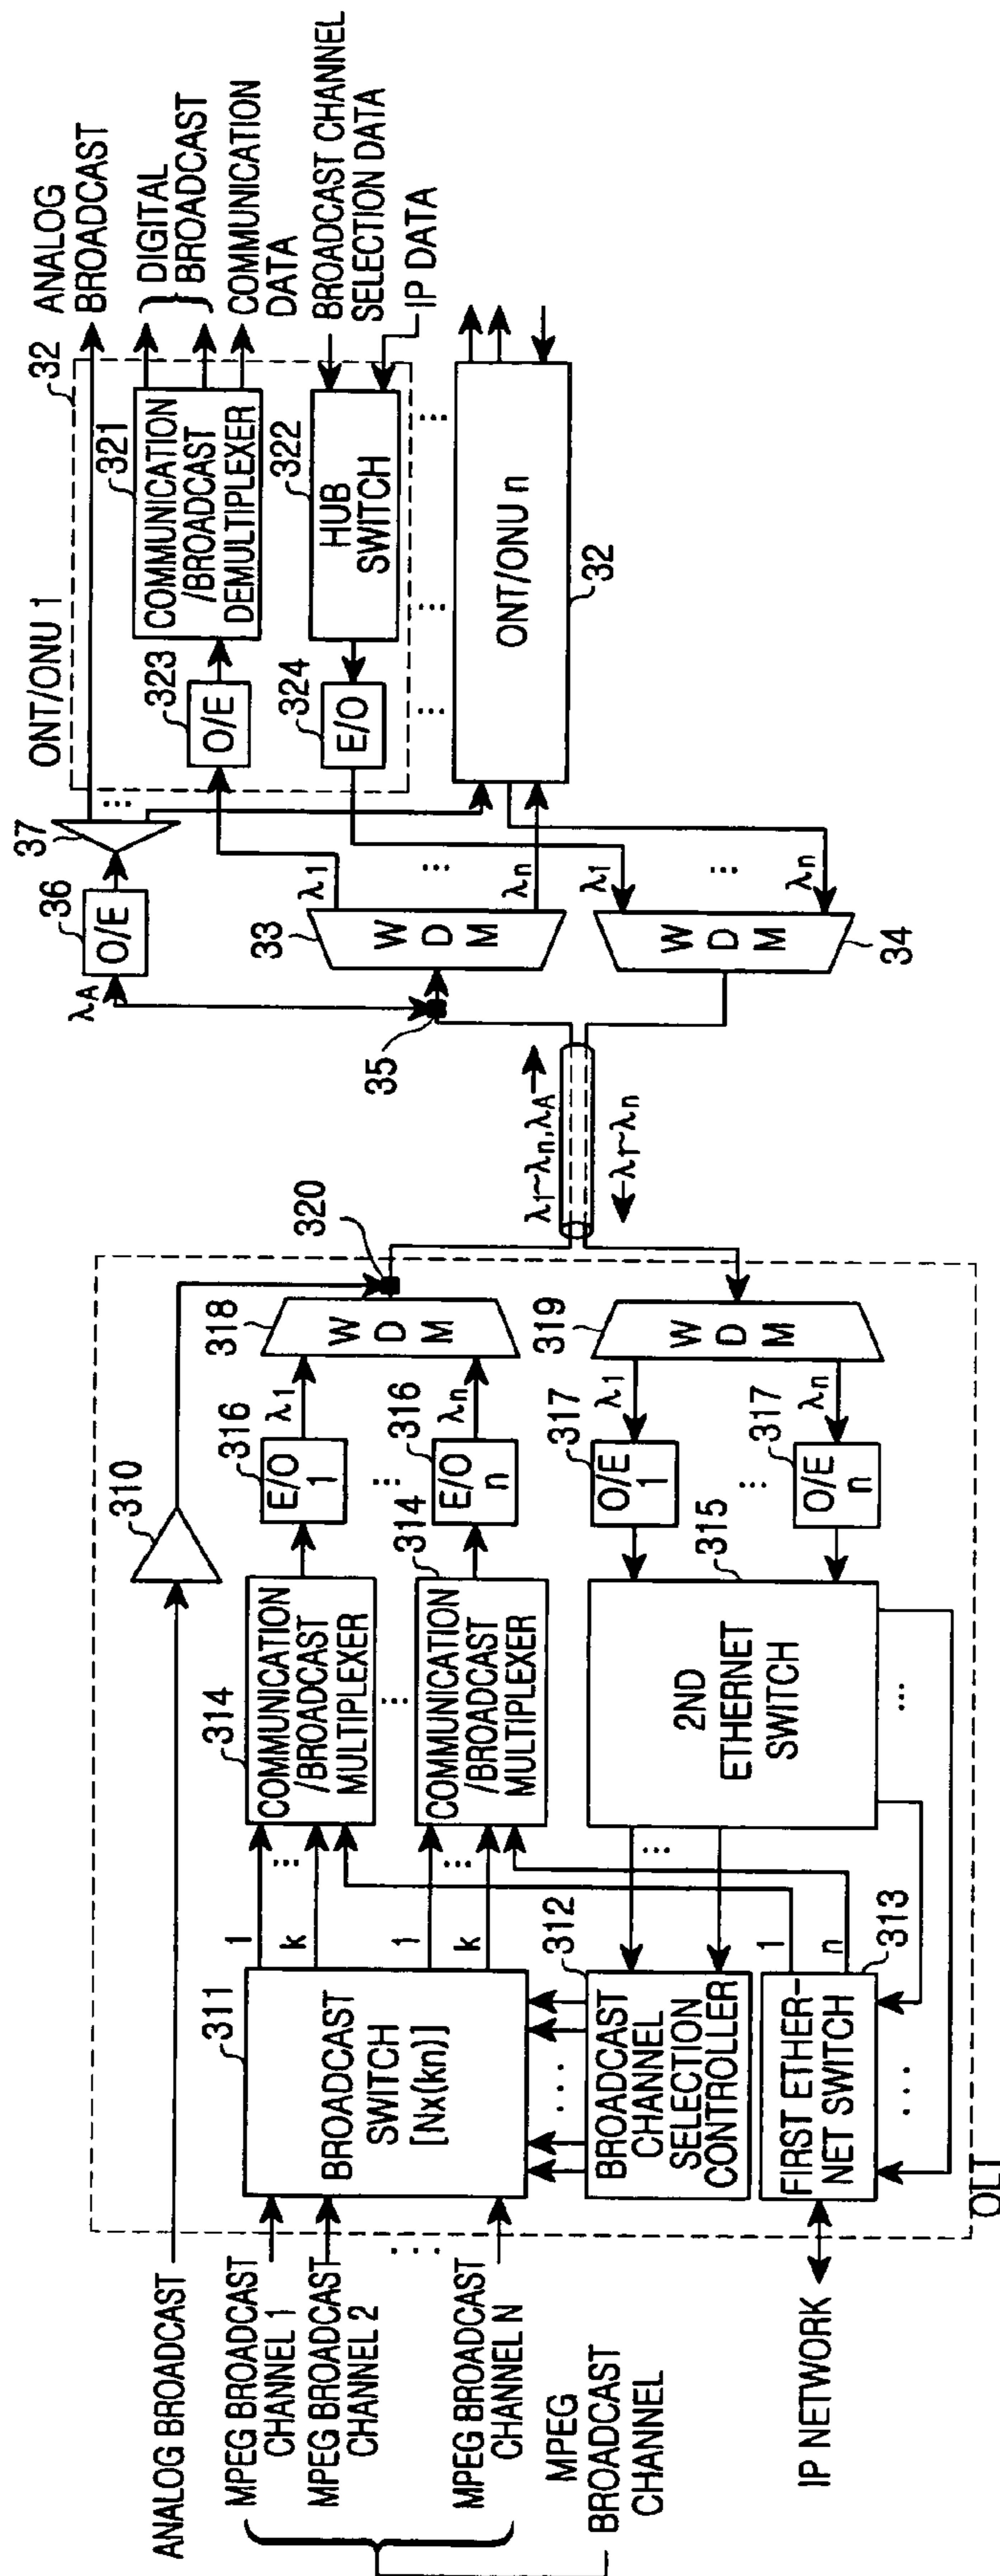 ANALOG BROADCAST
MPEG BROADCAST
CHANNEL 1
MPEG BROADCAST
CHANNEL 2
MPEG BROADCAST
CHANNEL N
MPEG
BROADCAST
CHANNEL
IP NETWORK
OLT
310
311
BROADCAST
SWITCH
[Nx(kn)]
1
k
1
k
312
BROADCAST
CHANNEL
SELECTION
CONTROLLER
1
n
313
FIRST ETHER-
NET SWITCH
314
COMMUNICATION
/BROADCAST
MULTIPLEXER
314
COMMUNICATION
/BROADCAST
MULTIPLEXER
315
2ND
ETHERNET
SWITCH
316
E/O
1
316
E/O
n
317
O/E
1
317
O/E
n
λ1
λn
λ1
λn
318
WDM
319
WDM
320
λ1~λn,λA
λ1~λn
35
λA
36
O/E
37
33
WDM
λ1
λn
34
WDM
λ1
λn
ONT/ONU 1
32
323
O/E
321
COMMUNICATION
/BROADCAST
DEMULTIPLEXER
324
E/O
322
HUB
SWITCH
ONT/ONU n
32
ANALOG
BROADCAST
DIGITAL
BROADCAST
COMMUNICATION
DATA
BROADCAST CHANNEL
SELECTION DATA
IP DATA